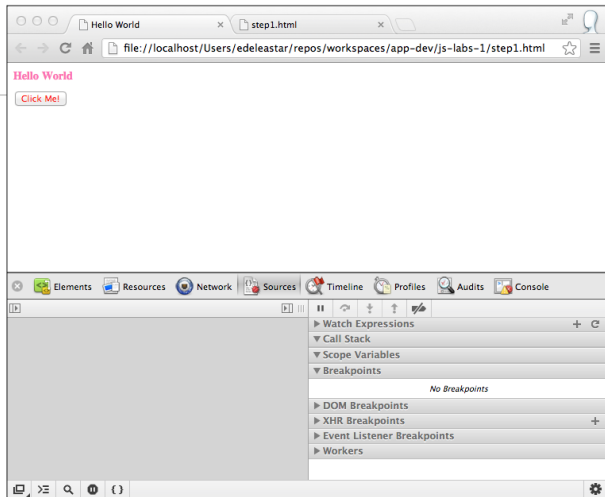 Hello World
step1.html
file://localhost/Users/edeleastar/repos/workspaces/app-dev/js-labs-1/step1.html
Hello World
Click Me!
Elements Resources Network Sources Timeline Profiles Audits Console
Watch Expressions
Call Stack
Scope Variables
Breakpoints
No Breakpoints
DOM Breakpoints
XHR Breakpoints
Event Listener Breakpoints
Workers